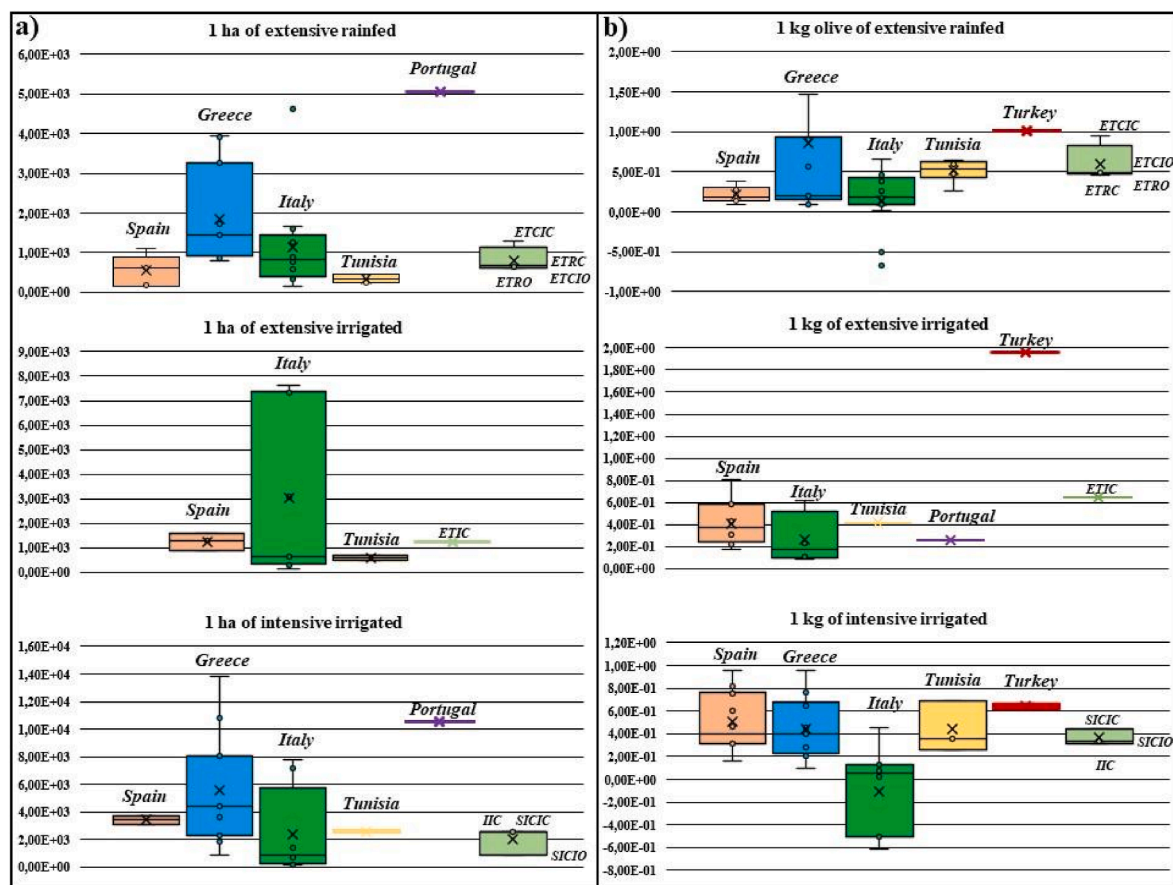 a)
1 ha of extensive rainfed
6,00E+03
5,00E+03
4,00E+03
3,00E+03
2,00E+03
1,00E+03
0,00E+00
Spain
Greece
Italy
Tunisia
Portugal
ETCIC
ETRC
ETRO
ETCIO
1 ha of extensive irrigated
9,00E+03
8,00E+03
7,00E+03
6,00E+03
5,00E+03
4,00E+03
3,00E+03
2,00E+03
1,00E+03
0,00E+00
Spain
Italy
Tunisia
ETIC
1 ha of intensive irrigated
1,60E+04
1,40E+04
1,20E+04
1,00E+04
8,00E+03
6,00E+03
4,00E+03
2,00E+03
0,00E+00
Spain
Greece
Italy
Tunisia
Portugal
IIC SICIC
SICIO
b)
1 kg olive of extensive rainfed
2,00E+00
1,50E+00
1,00E+00
5,00E-01
0,00E+00
-5,00E-01
-1,00E+00
Spain
Greece
Italy
Tunisia
Turkey
ETCIC
ETCIO
ETRC
ETRO
1 kg of extensive irrigated
2,00E+00
1,80E+00
1,60E+00
1,40E+00
1,20E+00
1,00E+00
8,00E-01
6,00E-01
4,00E-01
2,00E-01
0,00E+00
Spain
Italy
Tunisia
Portugal
Turkey
ETIC
1 kg of intensive irrigated
1,20E+00
1,00E+00
8,00E-01
6,00E-01
4,00E-01
2,00E-01
0,00E+00
-2,00E-01
-4,00E-01
-6,00E-01
-8,00E-01
Spain
Greece
Italy
Tunisia
Turkey
SICIC
SICIO
IIC